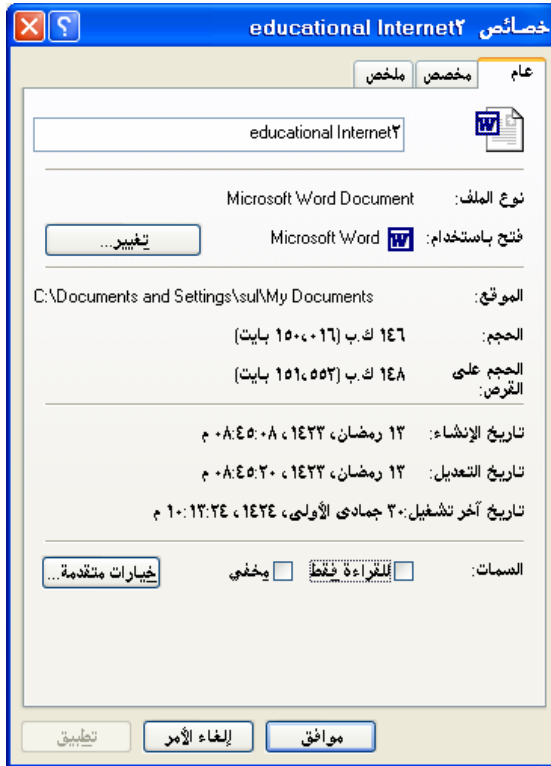 خصائص educational Internet٢
عام مخصص ملخص
educational Internet٢
نوع الملف: Microsoft Word Document
فتح باستخدام: Microsoft Word تغيير...
الموقع: C:\Documents and Settings\sul\My Documents
الحجم: ١٤٦ ك.ب (١٥٠،٠١٦ بايت)
الحجم على القرص: ١٤٨ ك.ب (١٥١،٥٥٢ بايت)
تاريخ الإنشاء: ١٣ رمضان، ١٤٢٣ ، ٠٨:٤٥:٠٨ م
تاريخ التعديل: ١٣ رمضان، ١٤٢٣ ، ٠٨:٤٥:٢٠ م
تاريخ آخر تشغيل: ٣٠ جمادى الأولى، ١٤٢٤ ، ١٠:١٣:٢٤ م
السمات: للقراءة فقط مخفي خيارات متقدمة...
موافق إلغاء الأمر تطبيق